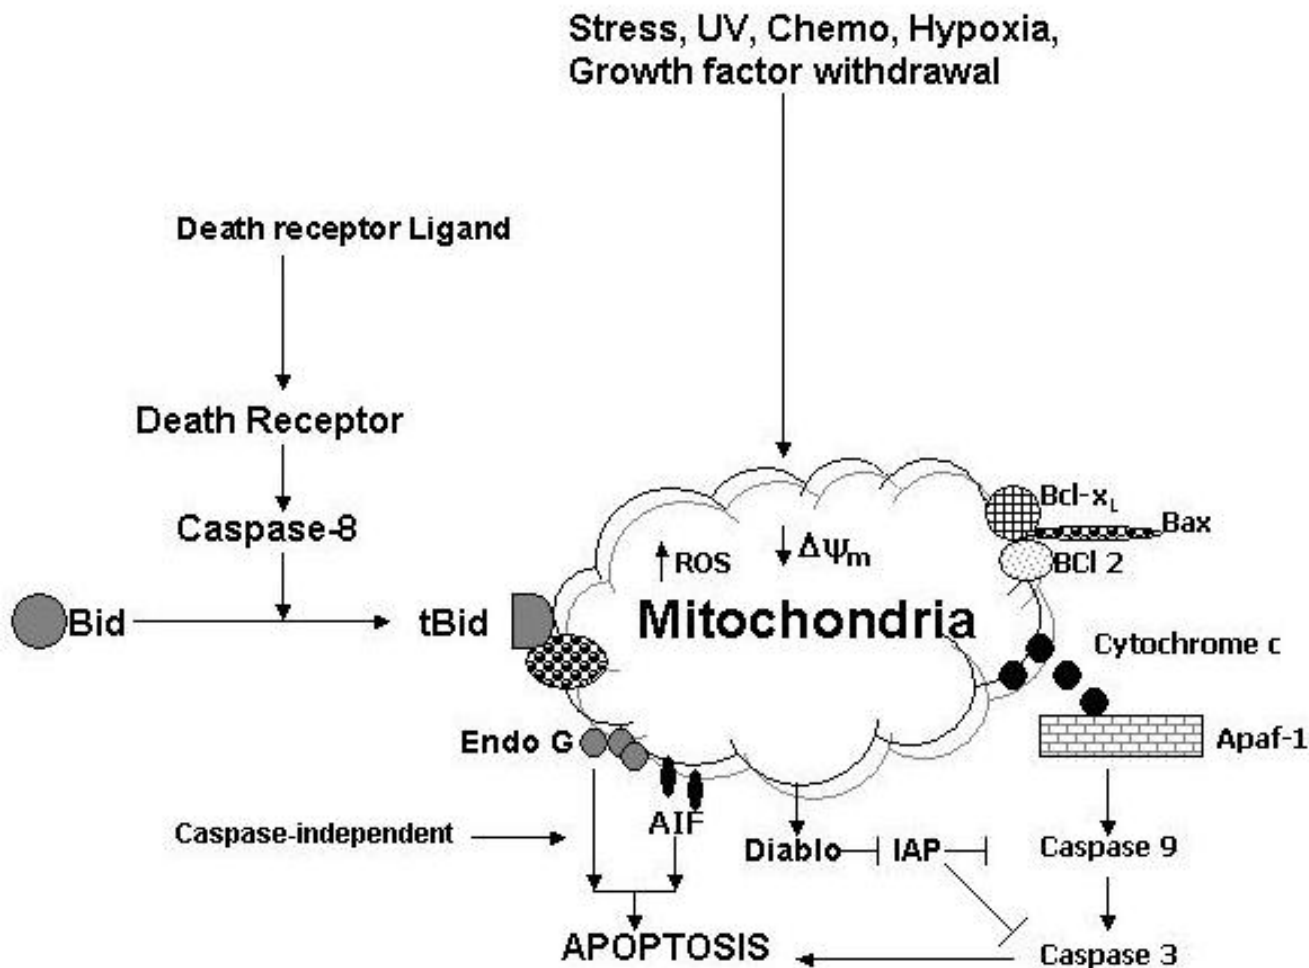 Stress, UV, Chemo, Hypoxia,
Growth factor withdrawal
Death receptor Ligand
Death Receptor
Caspase-8
Bid
tBid
ROS
ΔΨm
Mitochondria
Bcl-xL
Bax
BCl 2
Cytochrome c
Apaf-1
Endo G
AIF
Caspase-independent
Diablo
IAP
Caspase 9
APOPTOSIS
Caspase 3